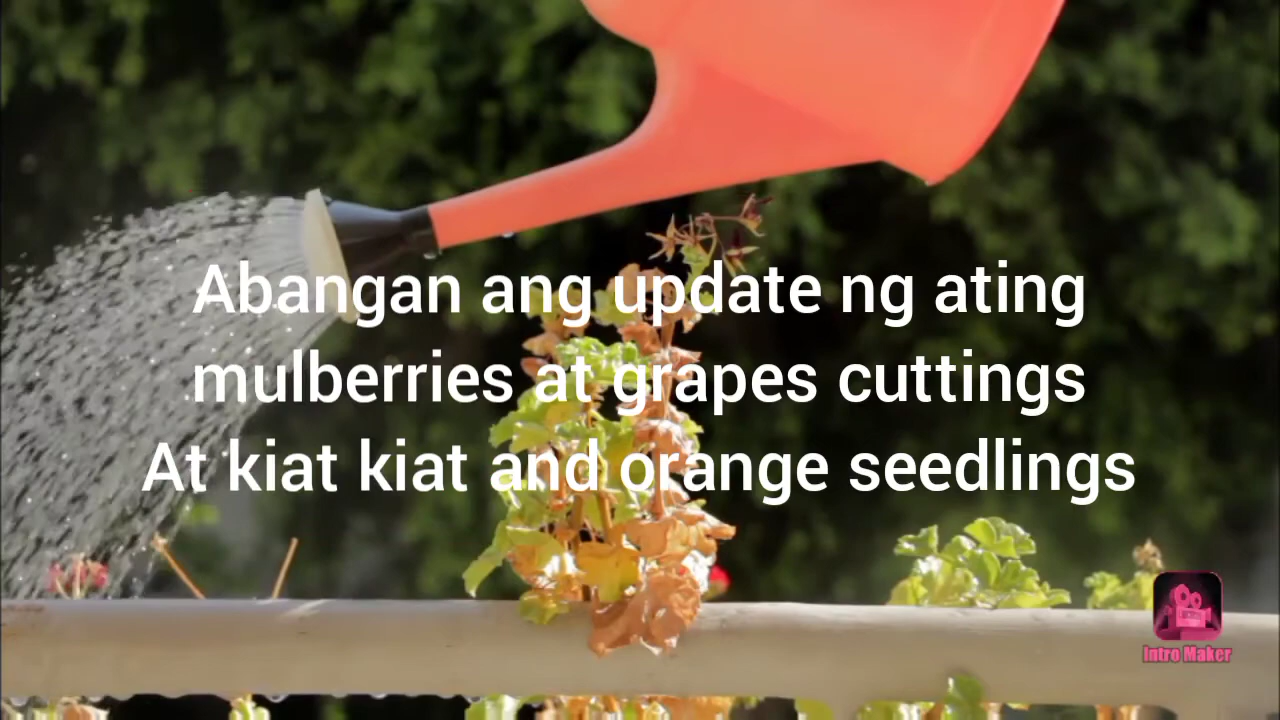 Abangan ang update ng ating
mulberries at grapes cuttings
At kiat kiat and orange seedlings
Intro Maker